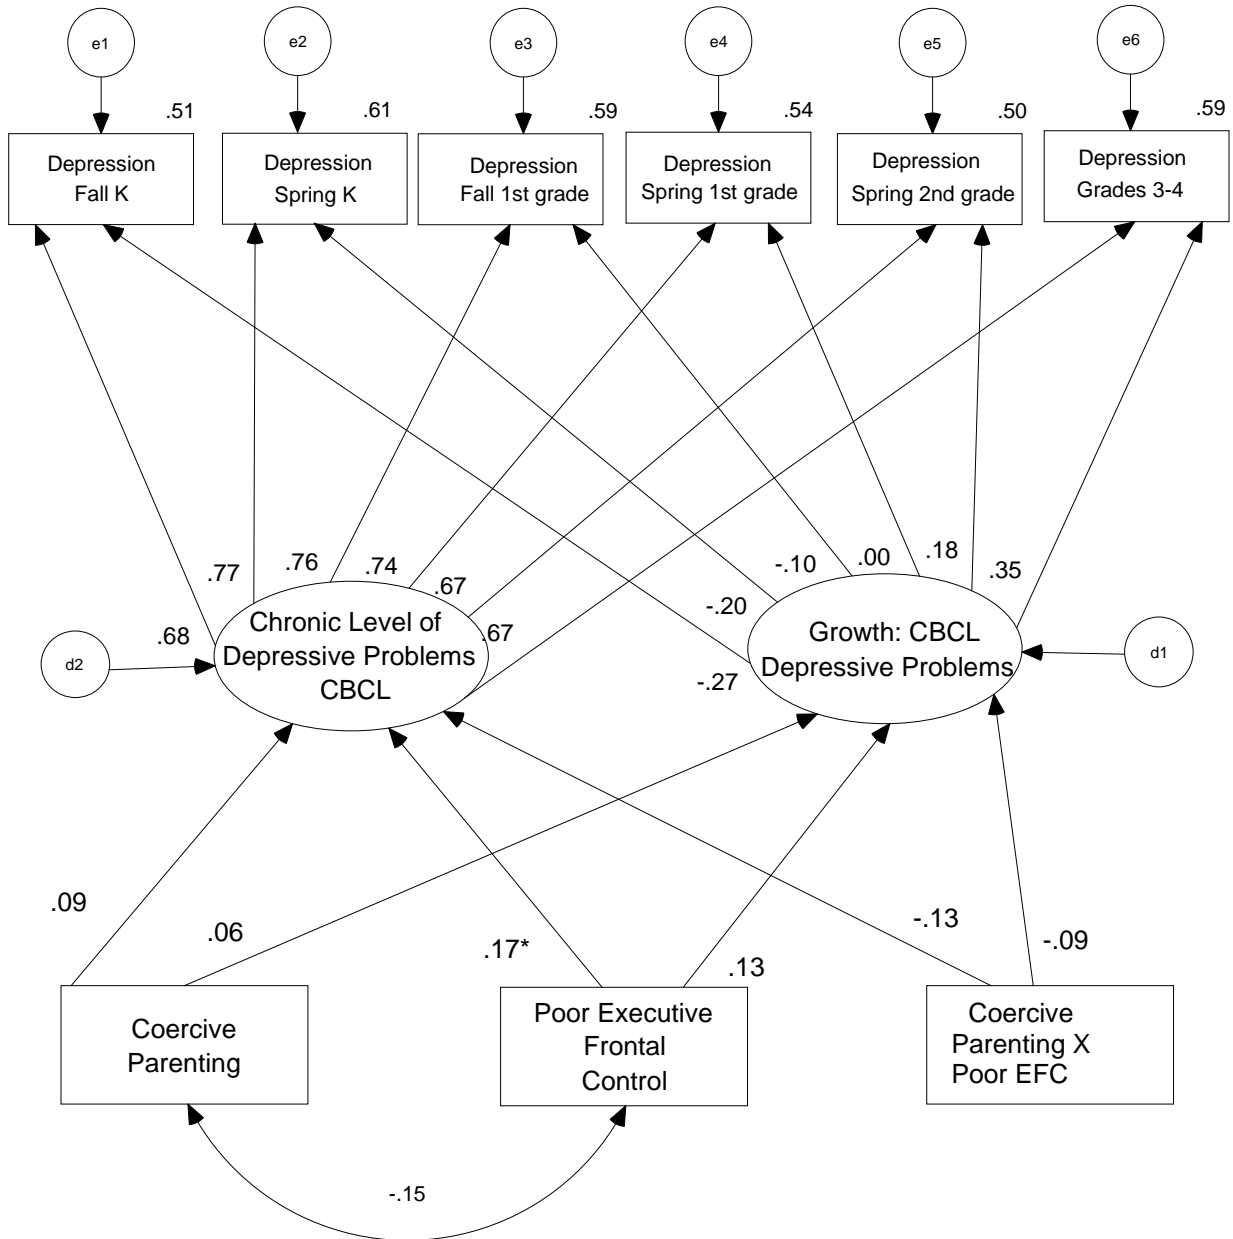 e1
e2
e3
e4
e5
e6
.51
.61
.59
.54
.50
.59
Depression
Fall K
Depression
Spring K
Depression
Fall 1st grade
Depression
Spring 1st grade
Depression
Spring 2nd grade
Depression
Grades 3-4
.68
.77
.76
.74
.67
.67
-.27
-.20
-.10
.00
.18
.35
d2
Chronic Level of
Depressive Problems
CBCL
Growth: CBCL
Depressive Problems
d1
.09
.06
.17*
.13
-.13
-.09
Coercive
Parenting
Poor Executive
Frontal
Control
Coercive
Parenting X
Poor EFC
-.15